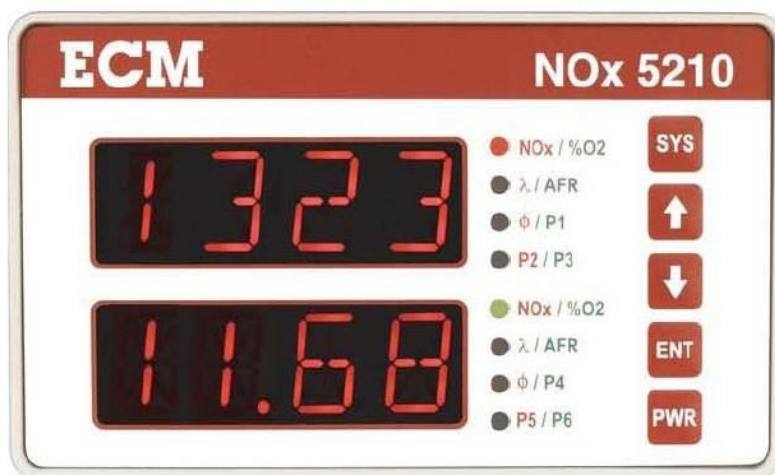 ECM NOx 5210
1323
NOx / %O2
λ / AFR
ϕ / P1
P2 / P3
11.68
NOx / %O2
λ / AFR
ϕ / P4
P5 / P6
SYS
ENT
PWR